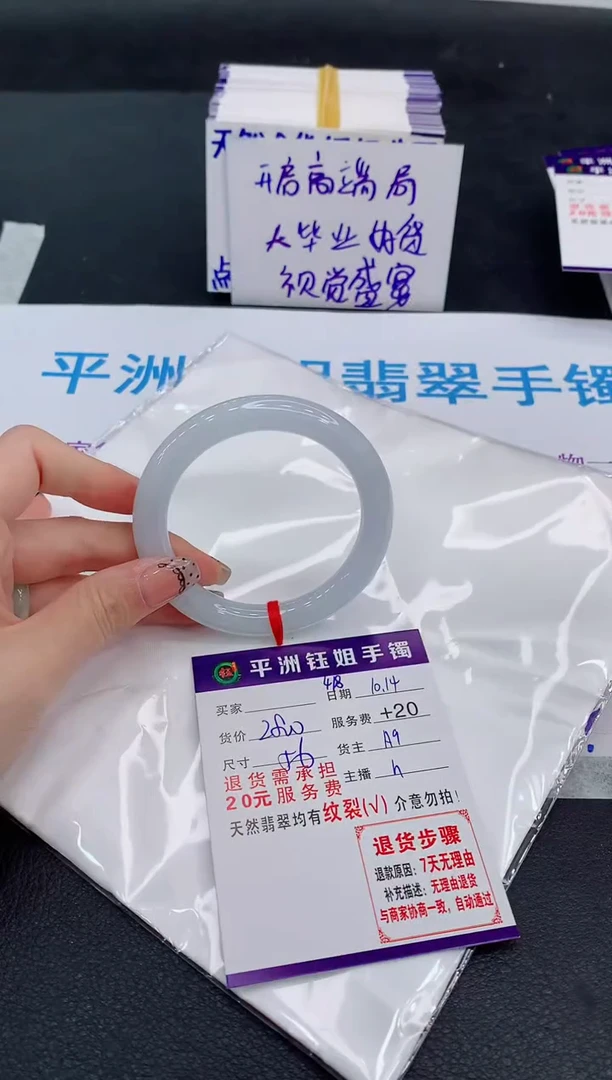 开启高端局
大毕业内货
视觉盛宴
平洲
翡翠手镯
平洲钰姐手镯
买家
418
日期 10.14
货价
服务费 +20
尺寸 56
货主 A9
退货需承担
20元服务费
主播 h
天然翡翠均有纹裂(√)介意勿拍!
退货步骤
退款原因:7天无理由
补充描述:无理由退货
与商家协商一致,自动通过